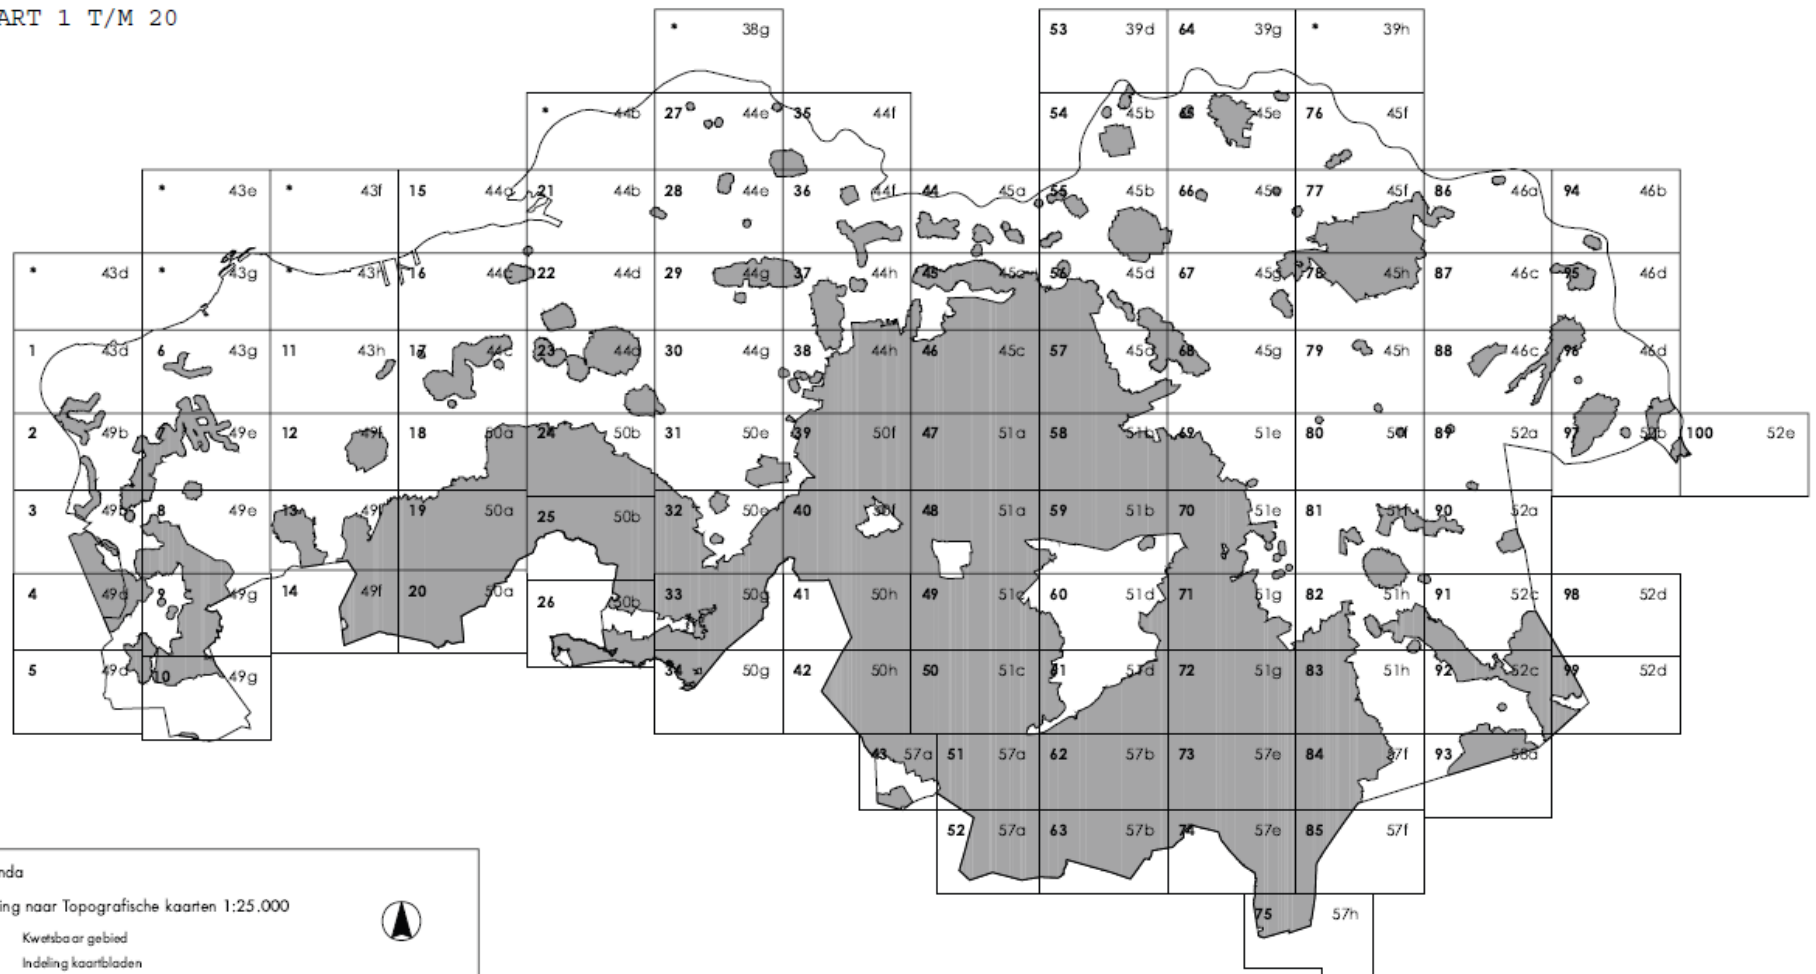 ART 1 T/M 20
* 38g 53 39d 64 39g * 39h
* 44b 27 44e 35 44f 54 45b 65 45e 76 45f
* 43e * 43f 15 44a 21 44b 28 44e 36 44f 44 45a 55 45b 66 45e 77 45f 86 46a 94 46b
* 43d * 43g * 43h 16 44c 22 44d 29 44g 37 44h 45 45c 56 45d 67 45g 78 45h 87 46c 95 46d
1 43d 6 43g 11 43h 17 44c 23 44d 30 44g 38 44h 46 45c 57 45d 68 45g 79 45h 88 46c 96 46d
2 49b 7 49e 12 49f 18 50a 24 50b 31 50e 39 50f 47 51a 58 51b 69 51e 80 89 52a 97 52b 100 52e
3 49b 8 49e 13 49f 19 50a 25 50b 32 50e 40 50f 48 51a 59 51b 70 51e 81 51f 90 52a
4 49d 9 49g 14 49f 20 50a 26 50b 33 50g 41 50h 49 51c 60 51d 71 51g 82 51h 91 52c 98 52d
5 49d 10 49g 34 50g 42 50h 50 51c 61 51d 72 51g 83 51h 92 52c 99 52d
43 57a 51 57a 62 57b 73 57e 84 57f 93 58a
52 57a 63 57b 74 57e 85 57f
75 57h
nda
ing naar Topografische kaarten 1:25.000
Kwetsbaar gebied
Indeling kaartbladen